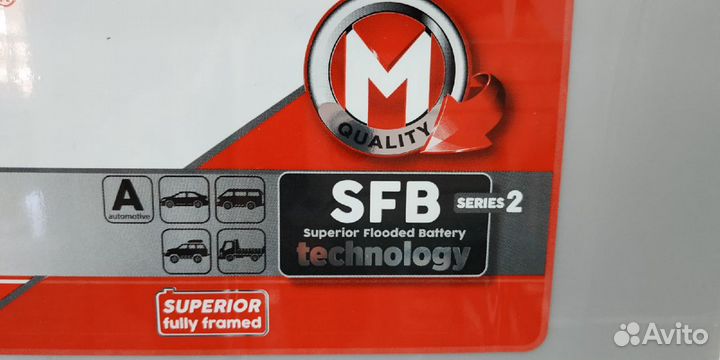 ®
M
QUALITY
A
automotive
SFB
SERIES 2
Superior Flooded Battery
technology
SUPERIOR
fully framed
Avito